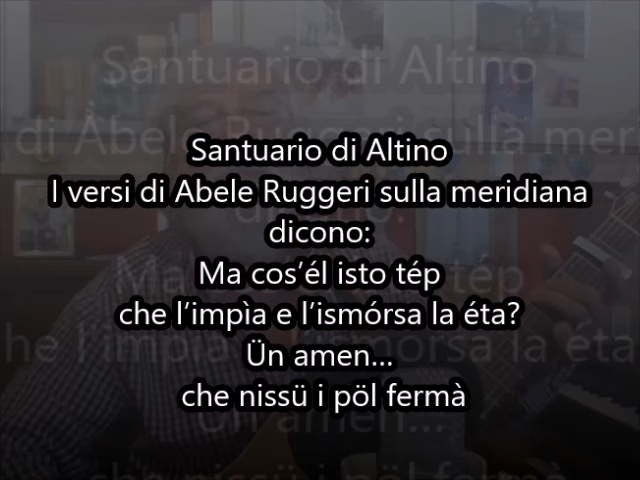 Santuario di Altino
I versi di Abele Ruggeri sulla meridiana
dicono:
Ma cos’él isto tép
che l’impìa e l’ismórsa la éta?
Ün amen...
che nissü i pöl fermà